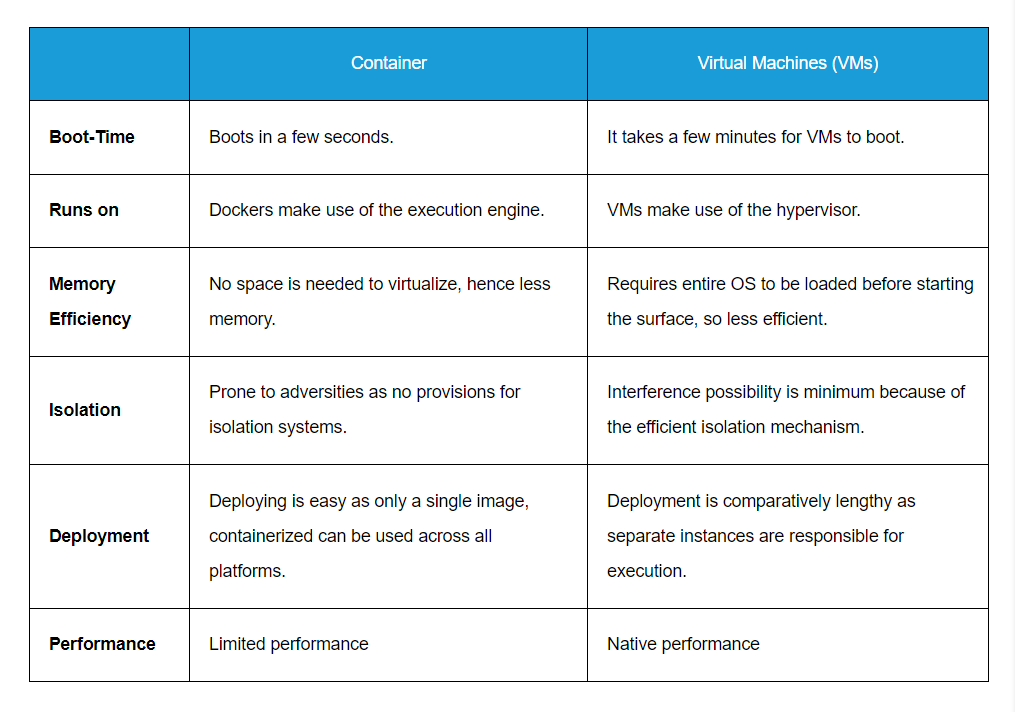 Container
Virtual Machines (VMs)
Boot-Time
Boots in a few seconds.
It takes a few minutes for VMs to boot.
Runs on
Dockers make use of the execution engine.
VMs make use of the hypervisor.
Memory
Efficiency
No space is needed to virtualize, hence less
memory.
Requires entire OS to be loaded before starting
the surface, so less efficient.
Isolation
Prone to adversities as no provisions for
isolation systems.
Interference possibility is minimum because of
the efficient isolation mechanism.
Deployment
Deploying is easy as only a single image,
containerized can be used across all
platforms.
Deployment is comparatively lengthy as
separate instances are responsible for
execution.
Performance
Limited performance
Native performance